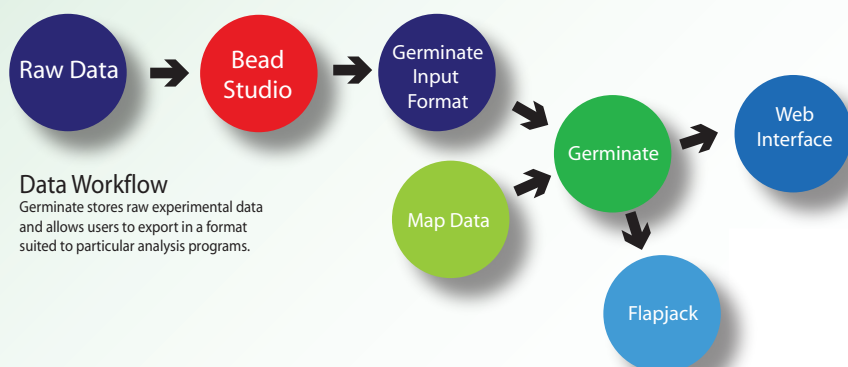 Raw Data
Bead
Studio
Germinate
Input
Format
Germinate
Web
Interface
Map Data
Flapjack
Data Workflow
Germinate stores raw experimental data
and allows users to export in a format
suited to particular analysis programs.